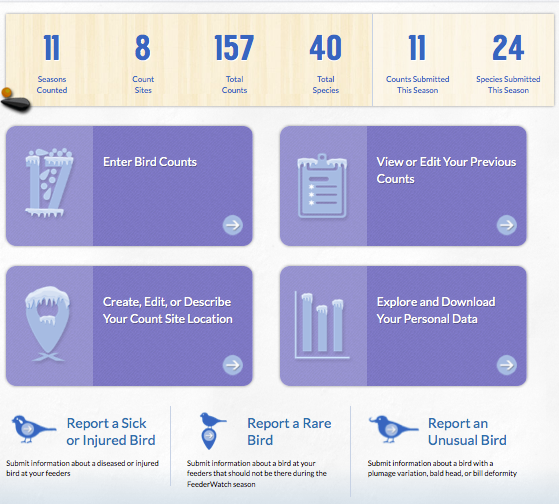 11
8
157
40
11
24
Seasons
Counted
Count
Sites
Total
Counts
Total
Species
Counts Submitted
This Season
Species Submitted
This Season
17
Enter Bird Counts
View or Edit Your Previous
Counts
Create, Edit, or Describe
Your Count Site Location
Explore and Download
Your Personal Data
Report a Sick
or Injured Bird
Submit information about a diseased or injured
bird at your feeders
Report a Rare
Bird
Submit information about a bird at your
feeders that should not be there during the
FeederWatch season
Report an
Unusual Bird
Submit information about a bird with a
plumage variation, bald head, or bill deformity